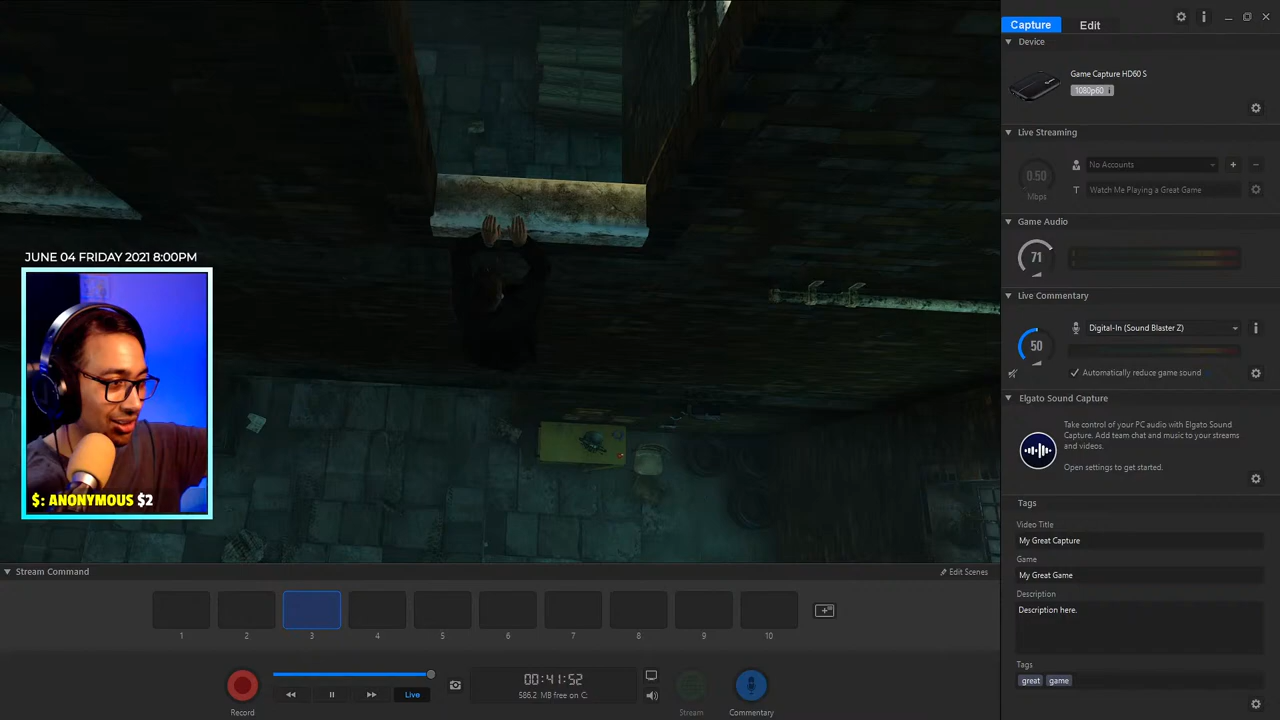 Capture
Edit
Device
Game Capture HD60 S
1080p60
Live Streaming
0.50
Mbps
No Accounts
T Watch Me Playing a Great Game
Game Audio
71
Live Commentary
50
Digital-In (Sound Blaster Z)
Automatically reduce game sound
Elgato Sound Capture
Take control of your PC audio with Elgato Sound
Capture. Add team chat and music to your streams
and videos.
Open settings to get started.
Tags
Video Title
My Great Capture
Game
My Great Game
Description
Description here.
Tags
great game
JUNE 04 FRIDAY 2021 8:00PM
$: ANONYMOUS $2
Stream Command
Edit Scenes
1 2 3 4 5 6 7 8 9 10
Record
Live
00:41:52
586.2 MB free on C:
Stream
Commentary